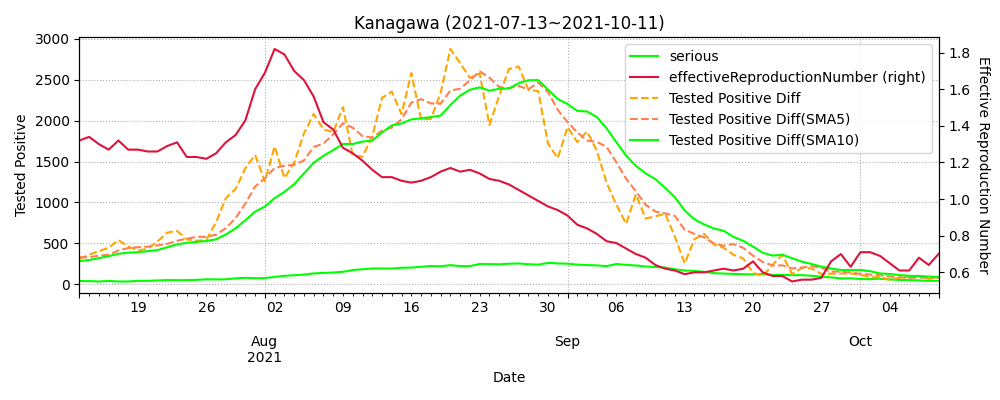 Kanagawa (2021-07-13~2021-10-11)
3000
2500
2000
1500
1000
500
0
Tested Positive
1.8
1.6
1.4
1.2
1.0
0.8
0.6
Effective Reproduction Number
serious
effectiveReproductionNumber (right)
Tested Positive Diff
Tested Positive Diff(SMA5)
Tested Positive Diff(SMA10)
19 26 02 09 16 23 30 06 13 20 27 04
Aug Sep Oct
2021
Date